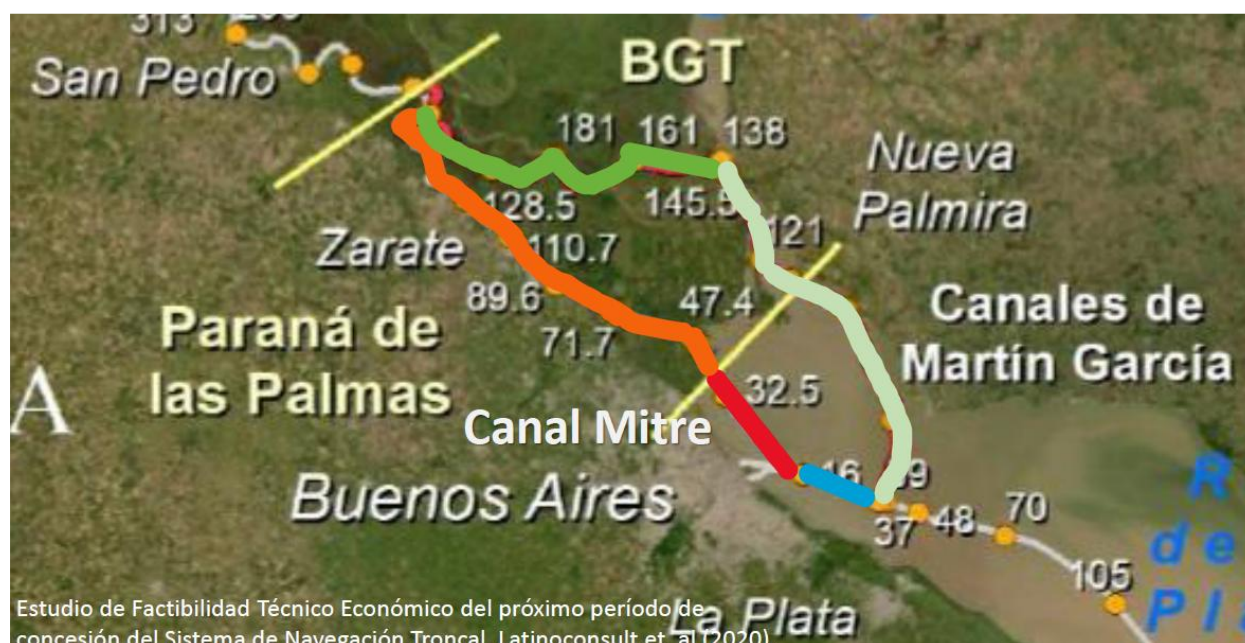 313
BGT
San Pedro
181 161 138
Nueva
Palmira
128.5
145.5
121
Zarate
110.7
89.6
47.4
Canales de
Martín García
Paraná de
las Palmas
71.7
32.5
A
Canal Mitre
16
R
Buenos Aires
37
48
70
de
105
La Plata
Pl
Estudio de Factibilidad Técnico Económico del próximo período de
concesión del Sistema de Navegación Troncal. Latinoconsult et. al (2020)